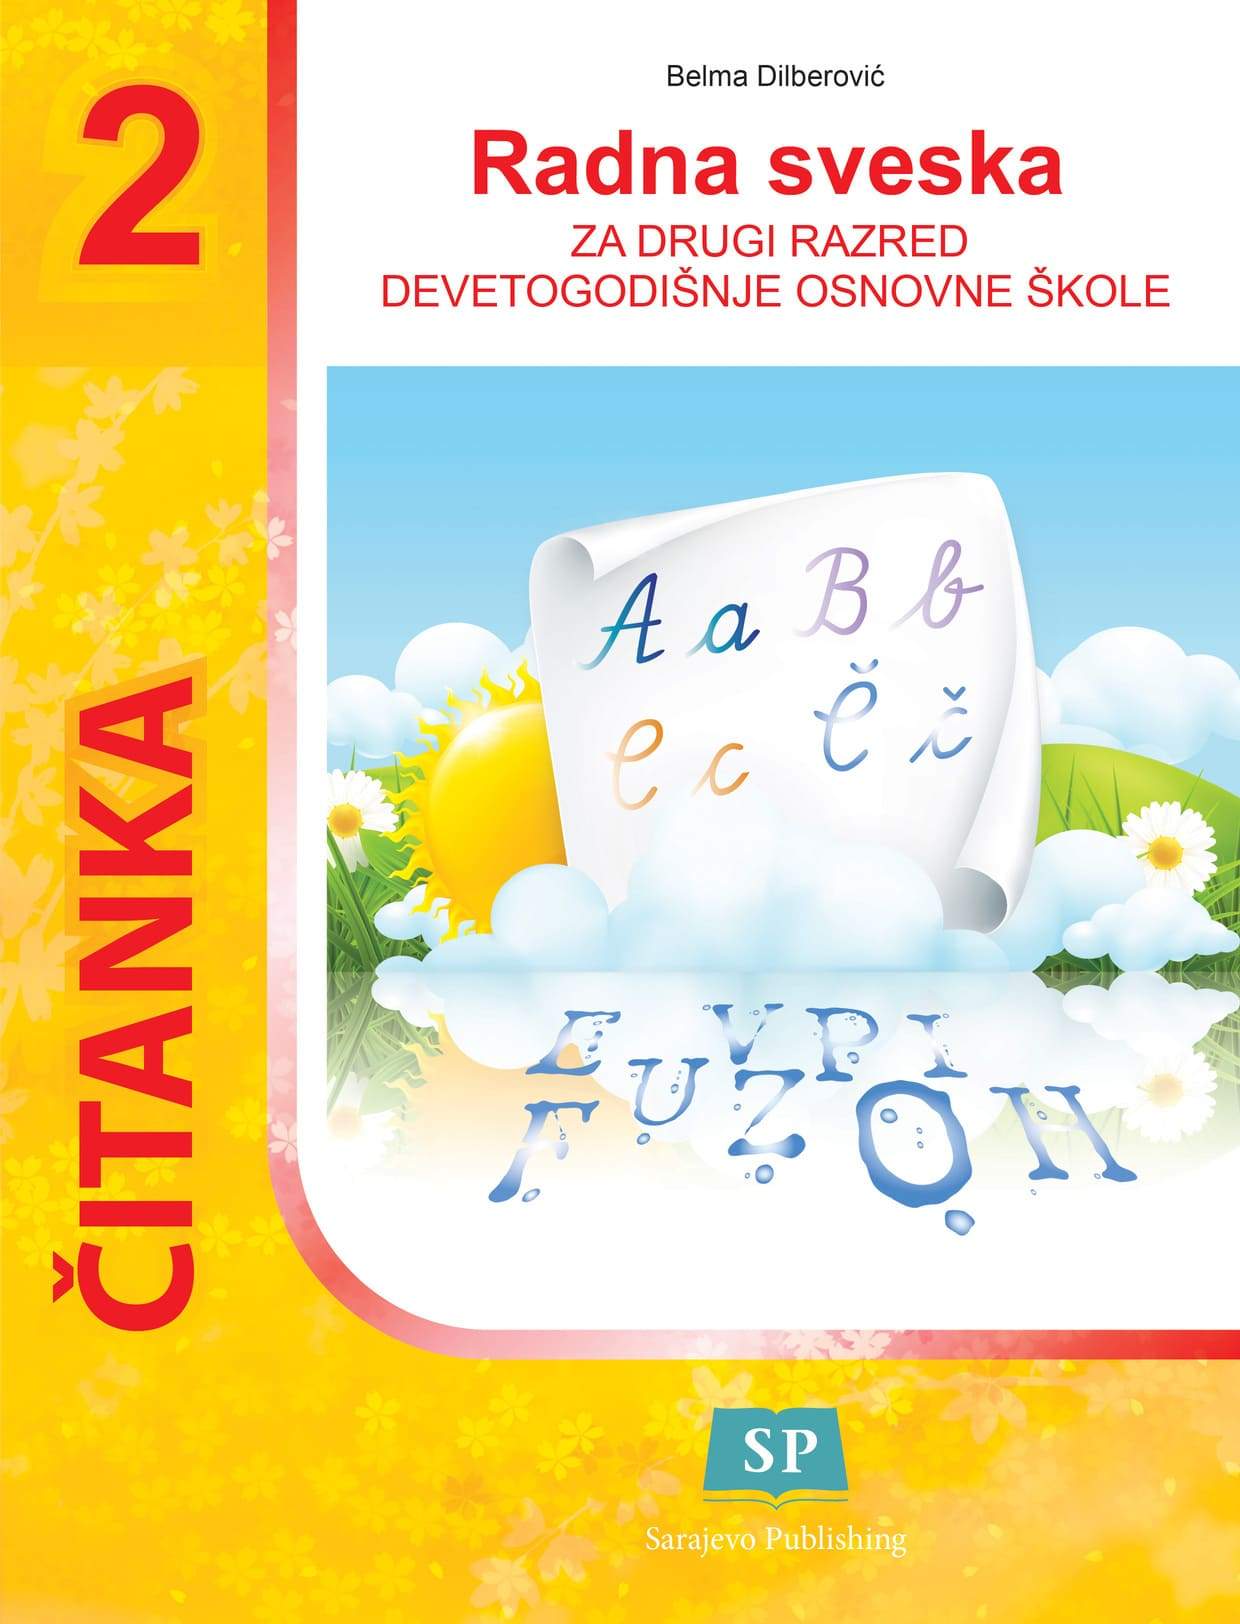 2
ČITANKA
Belma Dilberović
Radna sveska
ZA DRUGI RAZRED
DEVETOGODIŠNJE OSNOVNE ŠKOLE
A a B b
C c Č č
E V P I
F U Z O H
SP
Sarajevo Publishing